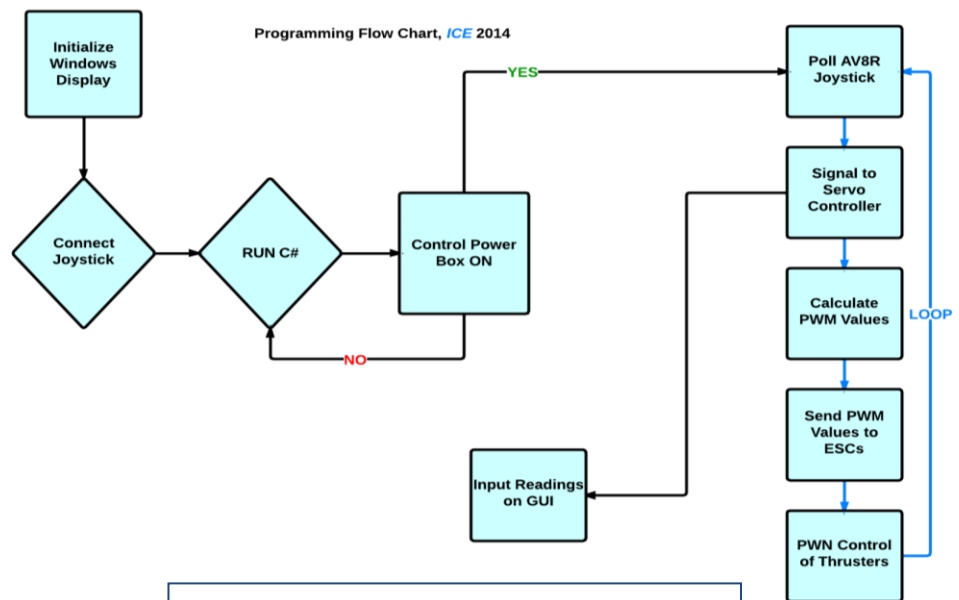 Programming Flow Chart, ICE 2014
Initialize
Windows
Display
Connect
Joystick
RUN C#
Control Power
Box ON
YES
NO
Poll AV8R
Joystick
Signal to
Servo
Controller
Calculate
PWM Values
LOOP
Send PWM
Values to
ESCs
PWN Control
of Thrusters
Input Readings
on GUI